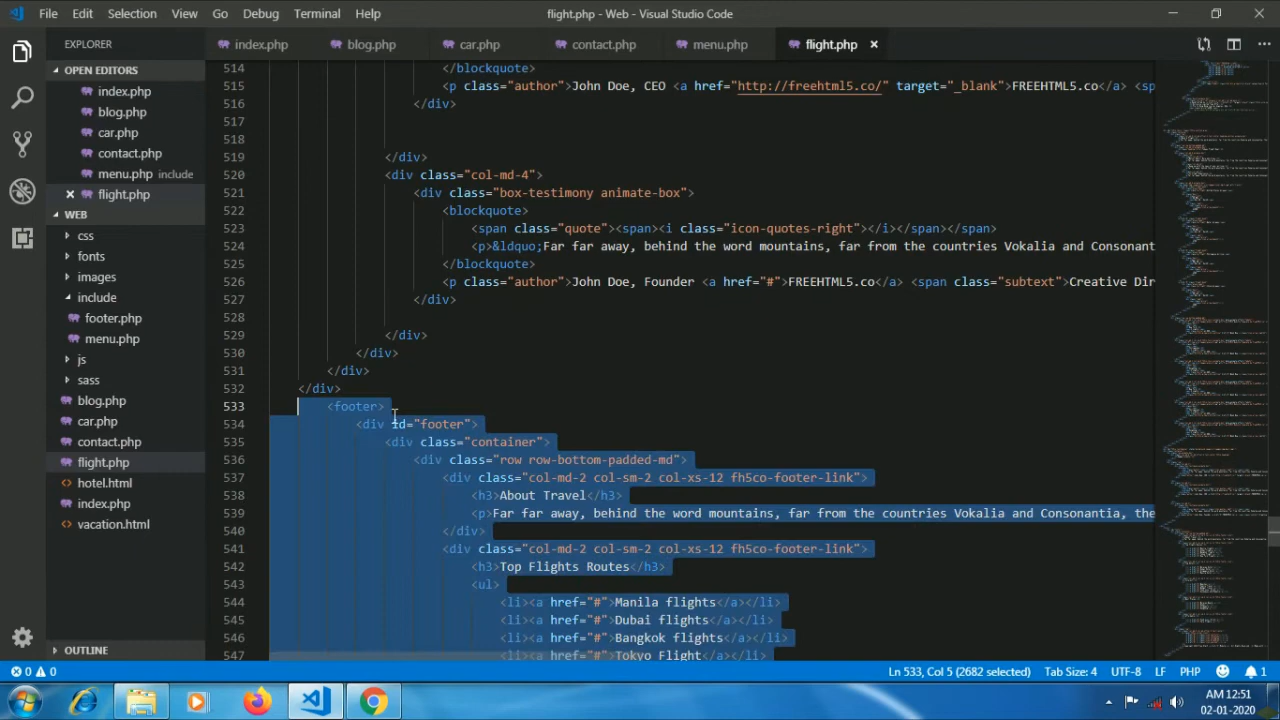 File Edit Selection View Go Debug Terminal Help
flight.php - Web - Visual Studio Code
EXPLORER
index.php blog.php car.php contact.php menu.php flight.php
OPEN EDITORS
index.php
blog.php
car.php
contact.php
menu.php include
flight.php
WEB
css
fonts
images
include
footer.php
menu.php
js
sass
blog.php
car.php
contact.php
flight.php
hotel.html
vacation.html
OUTLINE
514 </blockquote>
515 <p class="author">John Doe, CEO <a href="http://freehtml5.co/" target="_blank">FREEHTML5.co</a> <sp
516 </div>
517
518
519 </div>
520 <div class="col-md-4">
521 <div class="box-testimony animate-box">
522 <blockquote>
523 <span class="quote"><span><i class="icon-quotes-right"></i></span></span>
524 <p>&ldquo;Far far away, behind the word mountains, far from the countries Vokalia and Consonant
525 </blockquote>
526 <p class="author">John Doe, Founder <a href="#">FREEHTML5.co</a> <span class="subtext">Creative Dir
527 </div>
528
529 </div>
530 </div>
531 </div>
532 </div>
533 <footer>
534 <div id="footer">
535 <div class="container">
536 <div class="row row-bottom-padded-md">
537 <div class="col-md-2 col-sm-2 col-xs-12 fh5co-footer-link">
538 <h3>About Travel</h3>
539 <p>Far far away, behind the word mountains, far from the countries Vokalia and Consonantia, the
540 </div>
541 <div class="col-md-2 col-sm-2 col-xs-12 fh5co-footer-link">
542 <h3>Top Flights Routes</h3>
543 <ul>
544 <li><a href="#">Manila flights</a></li>
545 <li><a href="#">Dubai flights</a></li>
546 <li><a href="#">Bangkok flights</a></li>
547 <li><a href="#">Tokyo Flight</a></li>
0 0
Ln 533, Col 5 (2682 selected) Tab Size: 4 UTF-8 LF PHP 1
AM 12:51
02-01-2020